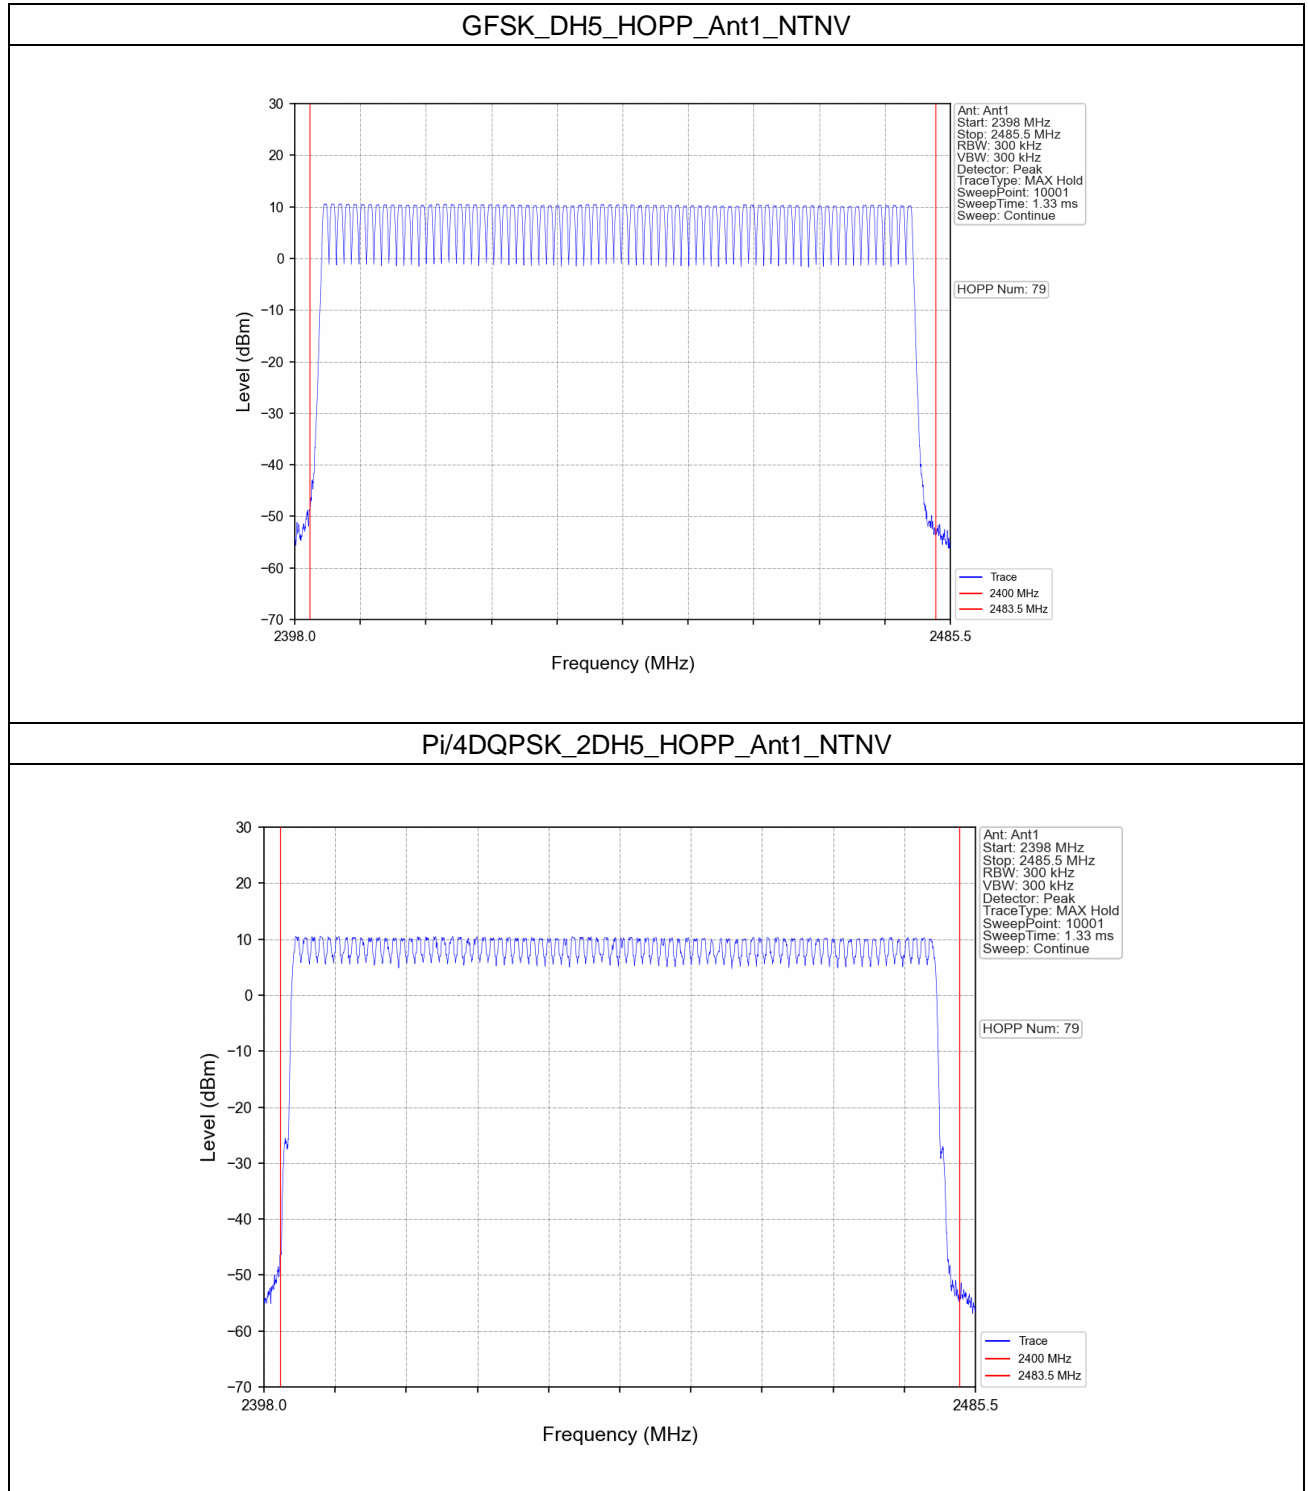 GFSK_DH5_HOPP_Ant1_NTNV
30
20
10
0
−10
−20
−30
−40
−50
−60
−70
Level (dBm)
2398.0
2485.5
Frequency (MHz)
Ant: Ant1
Start: 2398 MHz
Stop: 2485.5 MHz
RBW: 300 kHz
VBW: 300 kHz
Detector: Peak
TraceType: MAX Hold
SweepPoint: 10001
SweepTime: 1.33 ms
Sweep: Continue
HOPP Num: 79
Trace
2400 MHz
2483.5 MHz
Pi/4DQPSK_2DH5_HOPP_Ant1_NTNV
30
20
10
0
−10
−20
−30
−40
−50
−60
−70
Level (dBm)
2398.0
2485.5
Frequency (MHz)
Ant: Ant1
Start: 2398 MHz
Stop: 2485.5 MHz
RBW: 300 kHz
VBW: 300 kHz
Detector: Peak
TraceType: MAX Hold
SweepPoint: 10001
SweepTime: 1.33 ms
Sweep: Continue
HOPP Num: 79
Trace
2400 MHz
2483.5 MHz